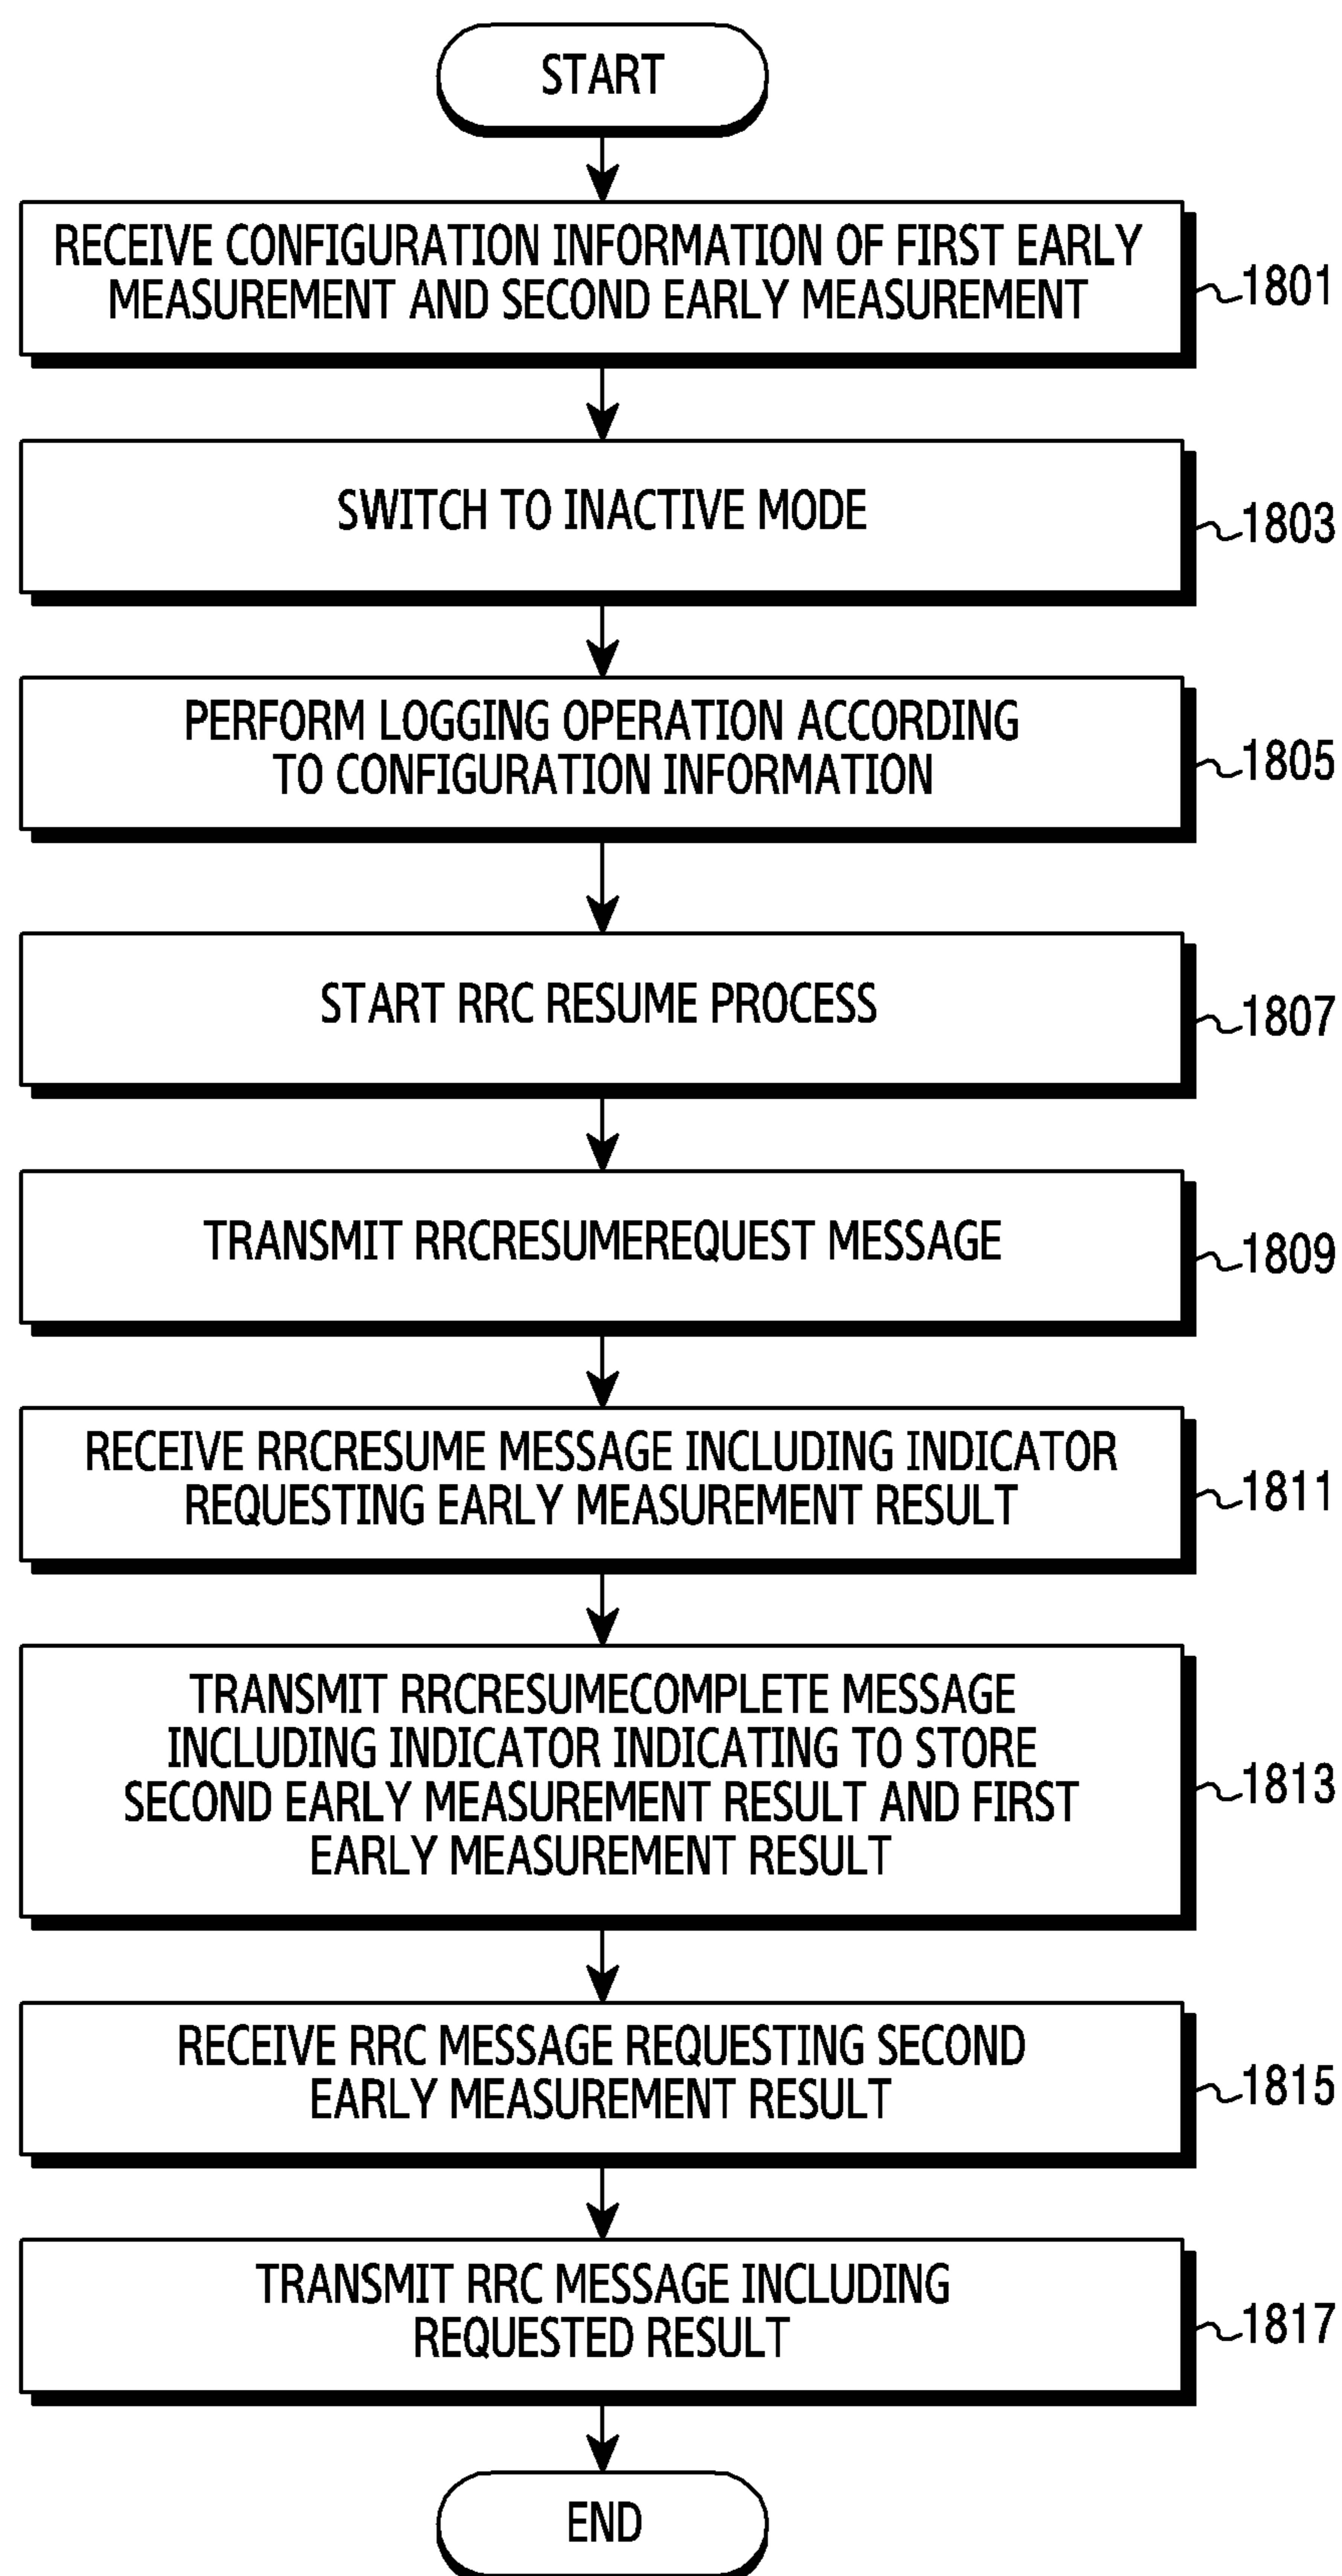 START
RECEIVE CONFIGURATION INFORMATION OF FIRST EARLY
MEASUREMENT AND SECOND EARLY MEASUREMENT
1801
SWITCH TO INACTIVE MODE
1803
PERFORM LOGGING OPERATION ACCORDING
TO CONFIGURATION INFORMATION
1805
START RRC RESUME PROCESS
1807
TRANSMIT RRCRESUMEREQUEST MESSAGE
1809
RECEIVE RRCRESUME MESSAGE INCLUDING INDICATOR
REQUESTING EARLY MEASUREMENT RESULT
1811
TRANSMIT RRCRESUMECOMPLETE MESSAGE
INCLUDING INDICATOR INDICATING TO STORE
SECOND EARLY MEASUREMENT RESULT AND FIRST
EARLY MEASUREMENT RESULT
1813
RECEIVE RRC MESSAGE REQUESTING SECOND
EARLY MEASUREMENT RESULT
1815
TRANSMIT RRC MESSAGE INCLUDING
REQUESTED RESULT
1817
END